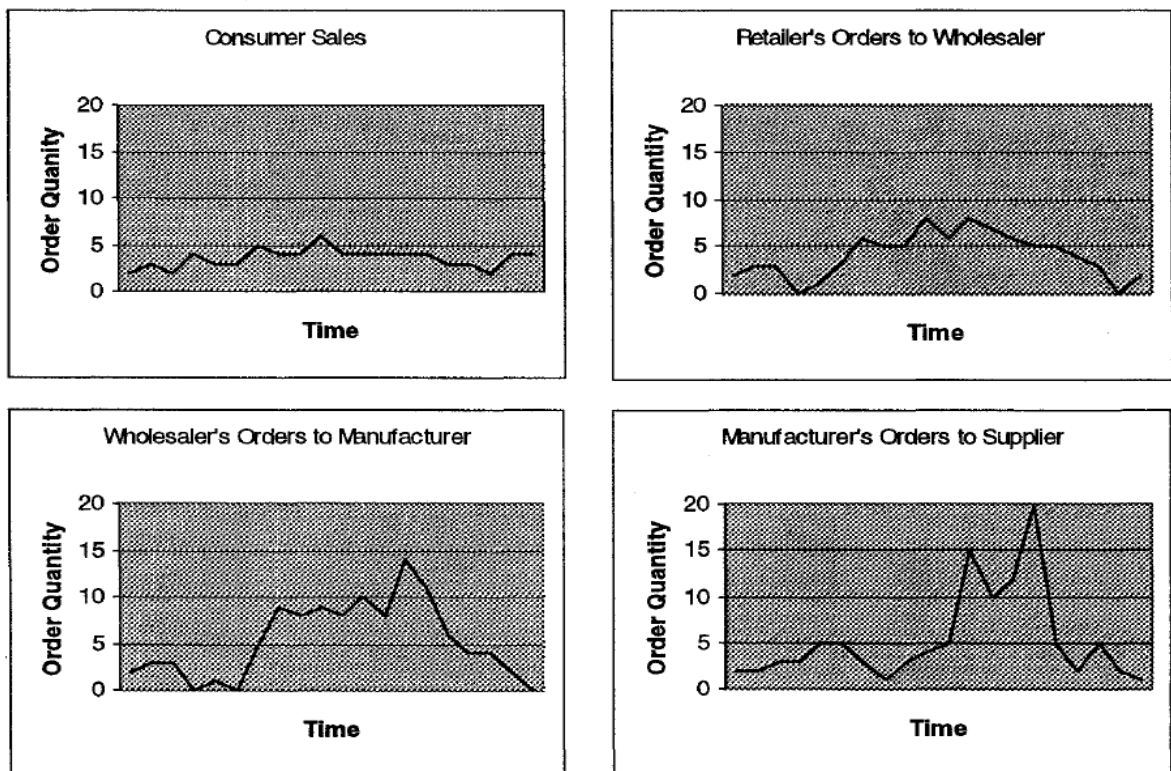 Consumer Sales
20
15
10
5
0
Order Quanity
Time
Retailer's Orders to Wholesaler
20
15
10
5
0
Order Quantity
Time
Wholesaler's Orders to Manufacturer
20
15
10
5
0
Order Quantity
Time
Manufacturer's Orders to Supplier
20
15
10
5
0
Order Quantity
Time